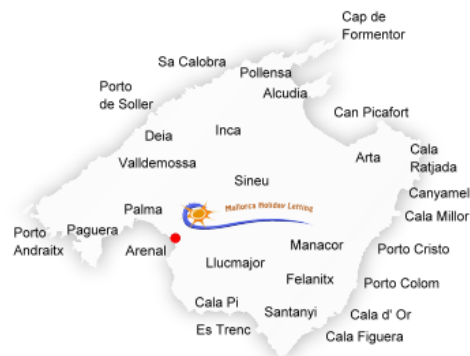 Cap de
Formentor
Sa Calobra
Pollensa
Porto
de Soller
Alcudia
Can Picafort
Inca
Deia
Cala
Ratjada
Arta
Valldemossa
Sineu
Canyamel
Mallorca Holiday Letting
Palma
Cala Millor
Porto
Andraitx
Paguera
Arenal
Manacor
Porto Cristo
Llucmajor
Felanitx
Porto Colom
Cala Pi
Santanyi
Cala d' Or
Es Trenc
Cala Figuera